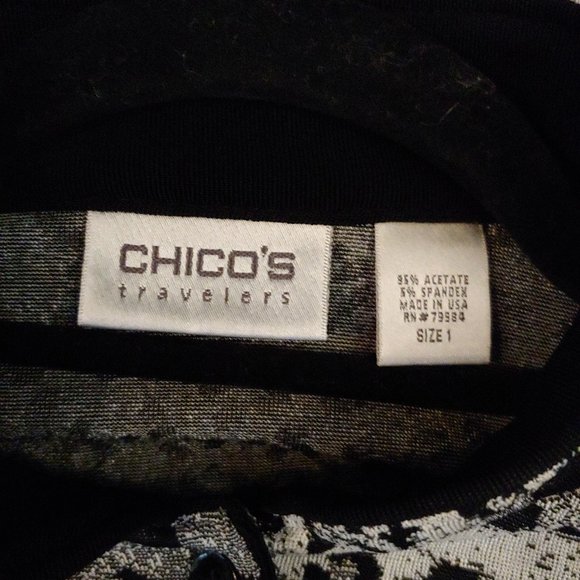 CHICO'S
travelers
95% ACETATE
5% SPANDEX
MADE IN USA
RN#79984
SIZE 1